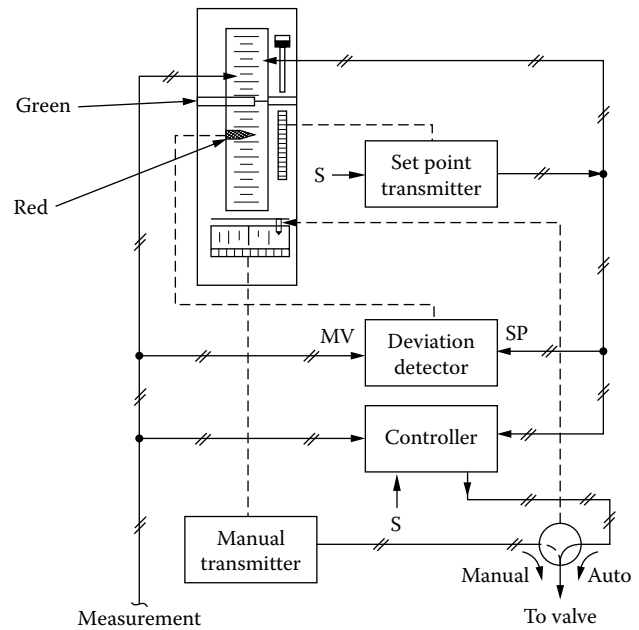 Green
Red
S
Set point
transmitter
MV
Deviation
detector
SP
Controller
S
Manual
transmitter
Manual
Auto
Measurement
To valve